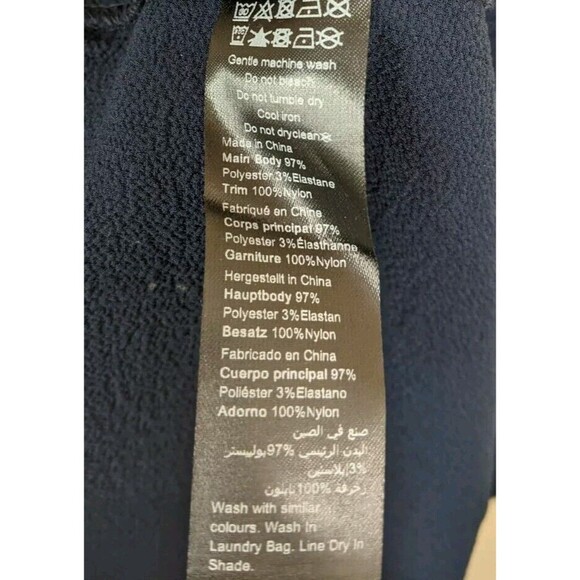 Gentle machine wash
Do not bleach
Do not tumble dry
Cool iron
Do not dryclean
Made in China
Main Body 97%
Polyester 3%Elastane
Trim 100%Nylon
Fabriqué en Chine
Corps principal 97%
Polyester 3%Élasthanne
Garniture 100%Nylon
Hergestellt in China
Hauptbody 97%
Polyester 3%Elastan
Besatz 100%Nylon
Fabricado en China
Cuerpo principal 97%
Poliéster 3%Elastano
Adorno 100%Nylon
صنع في الصين
البدن الرئيسي 97%بوليستر
3%إيلاستين
زخرفة 100%نايلون
Wash with similar
colours. Wash In
Laundry Bag. Line Dry In
Shade.